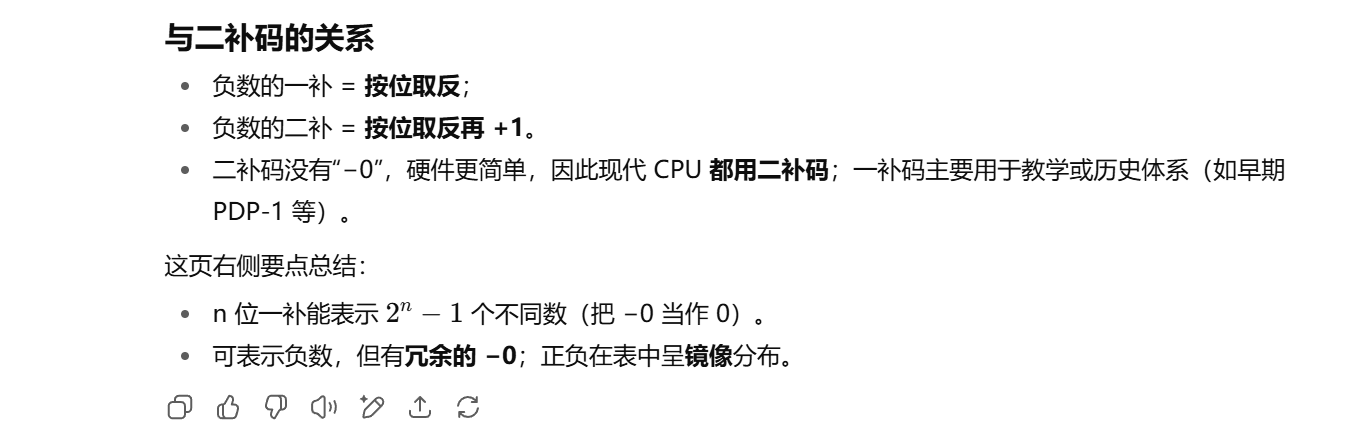 与二补码的关系
• 负数的一补 = 按位取反；
• 负数的二补 = 按位取反再 +1。
• 二补码没有“−0”，硬件更简单，因此现代 CPU 都用二补码；一补码主要用于教学或历史体系（如早期
PDP-1 等）。
这页右侧要点总结：
• n 位一补能表示 2ⁿ − 1 个不同数（把 −0 当作 0）。
• 可表示负数，但有冗余的 −0；正负在表中呈镜像分布。